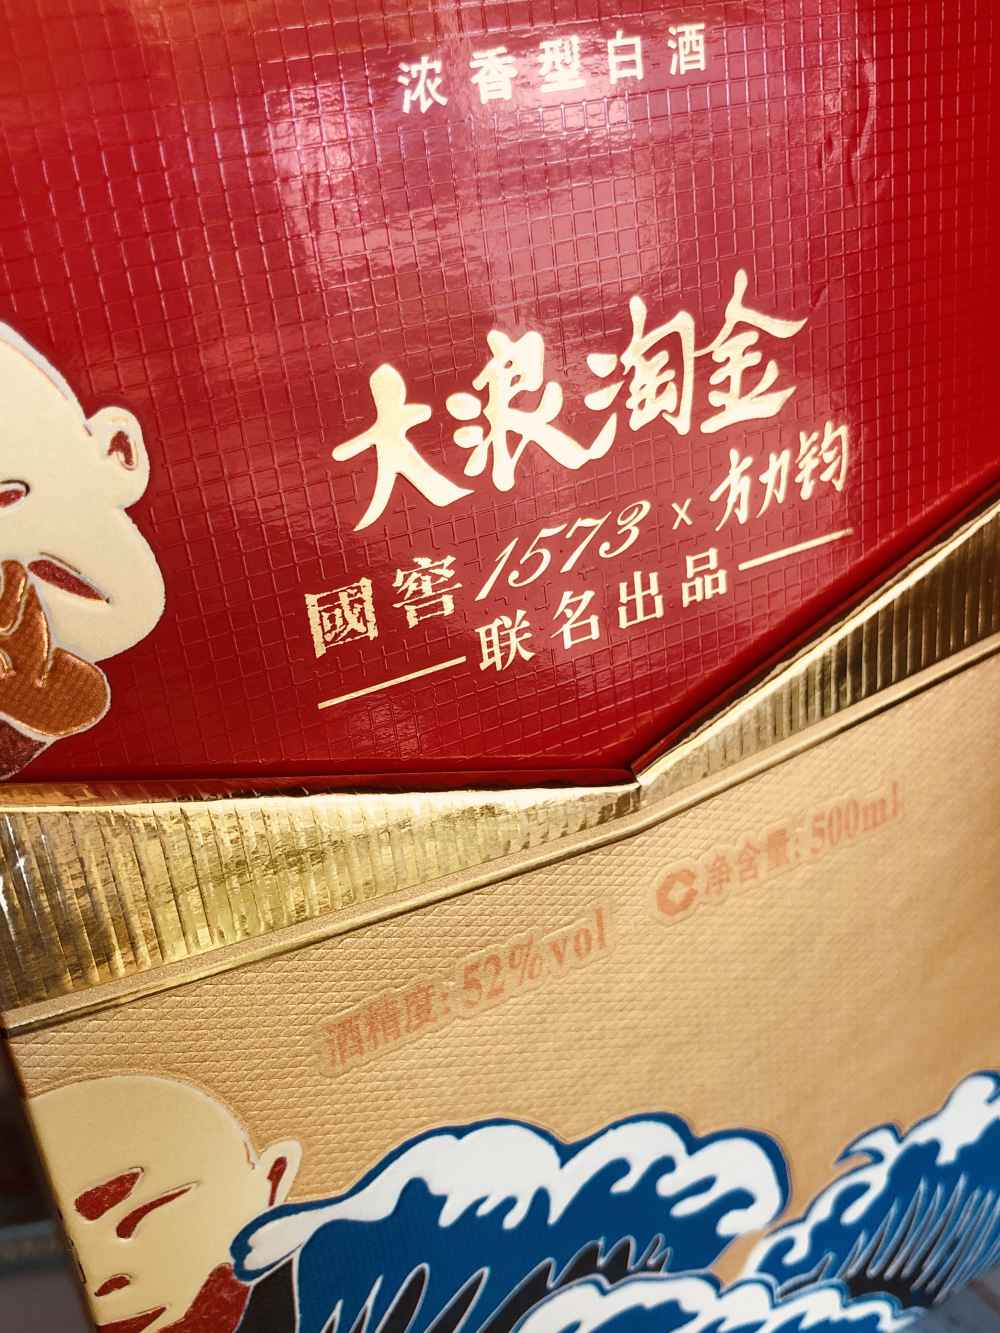 浓香型白酒
大浪淘金
國窖1573 x 方力钧
联名出品
净含量:500ml
酒精度:52%vol